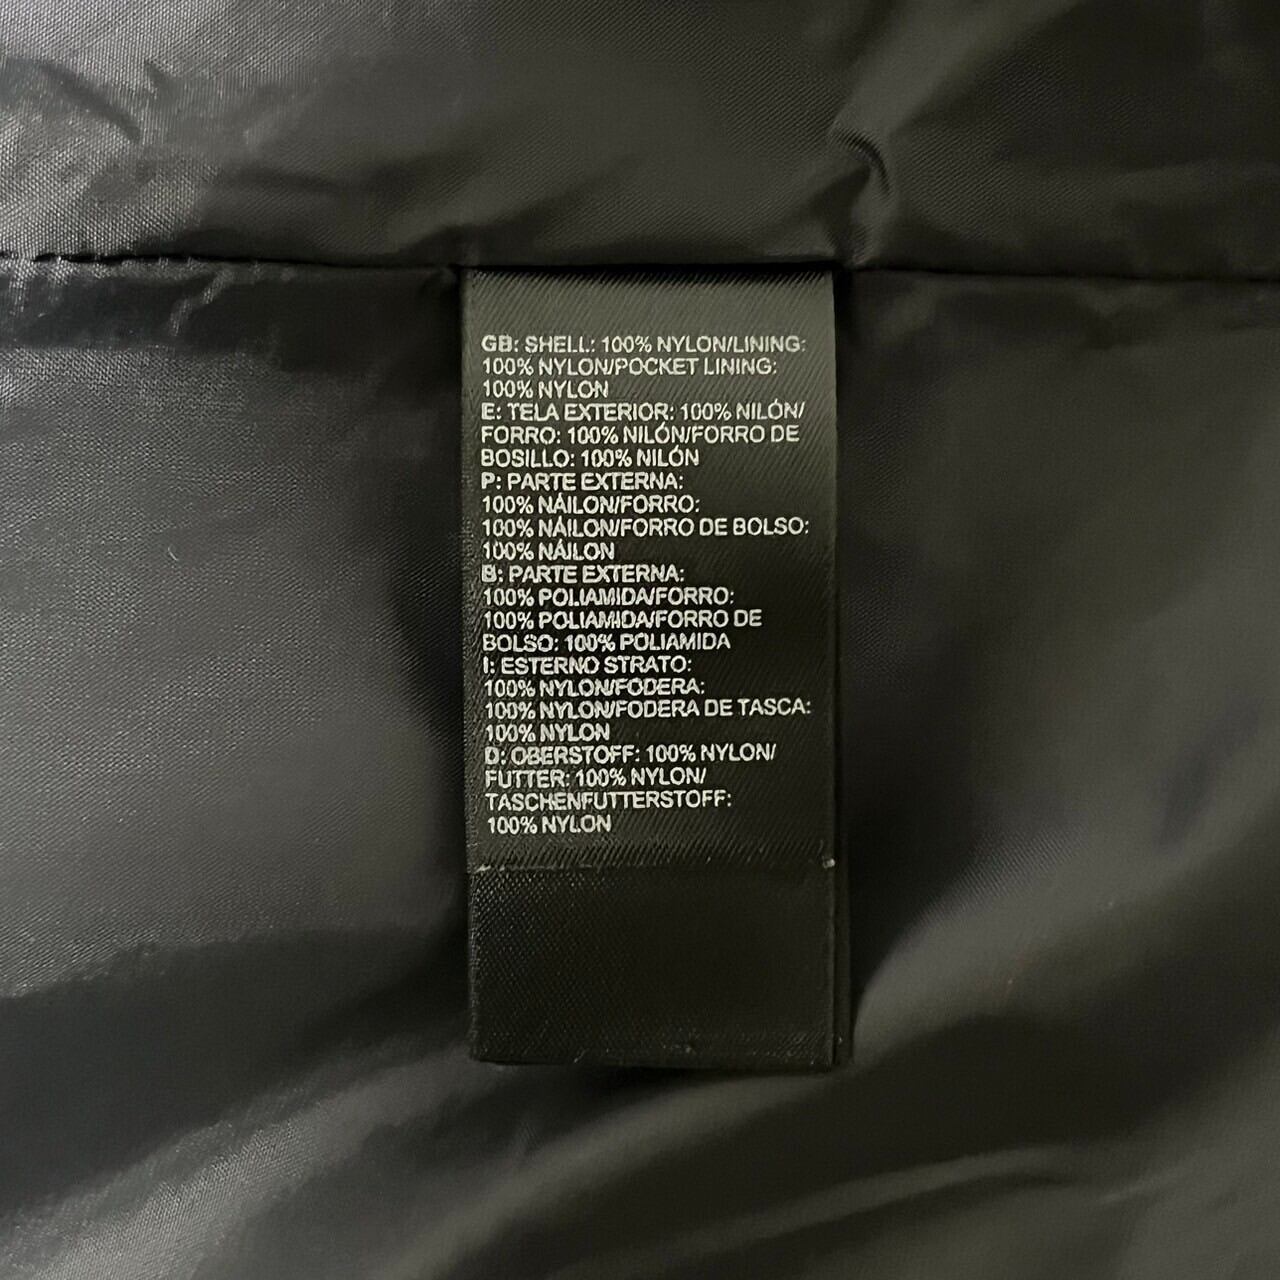 GB: SHELL: 100% NYLON/LINING:
100% NYLON/POCKET LINING:
100% NYLON
E: TELA EXTERIOR: 100% NILÓN/
FORRO: 100% NILÓN/FORRO DE
BOSILLO: 100% NILÓN
P: PARTE EXTERNA:
100% NÁILON/FORRO:
100% NÁILON/FORRO DE BOLSO:
100% NÁILON
B: PARTE EXTERNA:
100% POLIAMIDA/FORRO:
100% POLIAMIDA/FORRO DE
BOLSO: 100% POLIAMIDA
I: ESTERNO STRATO:
100% NYLON/FODERA:
100% NYLON/FODERA DE TASCA:
100% NYLON
D: OBERSTOFF: 100% NYLON/
FUTTER: 100% NYLON/
TASCHENFUTTERSTOFF:
100% NYLON